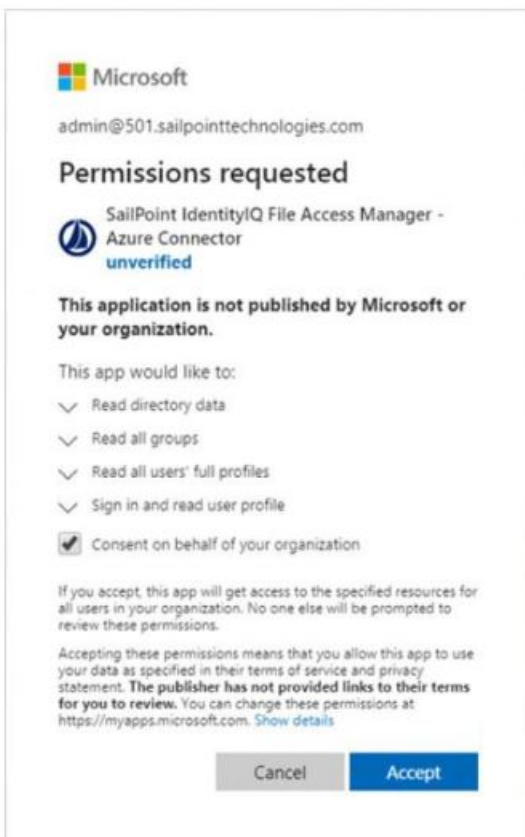 Microsoft
admin@501.sailpointtechnologies.com
Permissions requested
SailPoint IdentityIQ File Access Manager -
Azure Connector
unverified
This application is not published by Microsoft or
your organization.
This app would like to:
Read directory data
Read all groups
Read all users' full profiles
Sign in and read user profile
Consent on behalf of your organization
If you accept, this app will get access to the specified resources for
all users in your organization. No one else will be prompted to
review these permissions.
Accepting these permissions means that you allow this app to use
your data as specified in their terms of service and privacy
statement. The publisher has not provided links to their terms
for you to review. You can change these permissions at
https://myapps.microsoft.com. Show details
Cancel
Accept